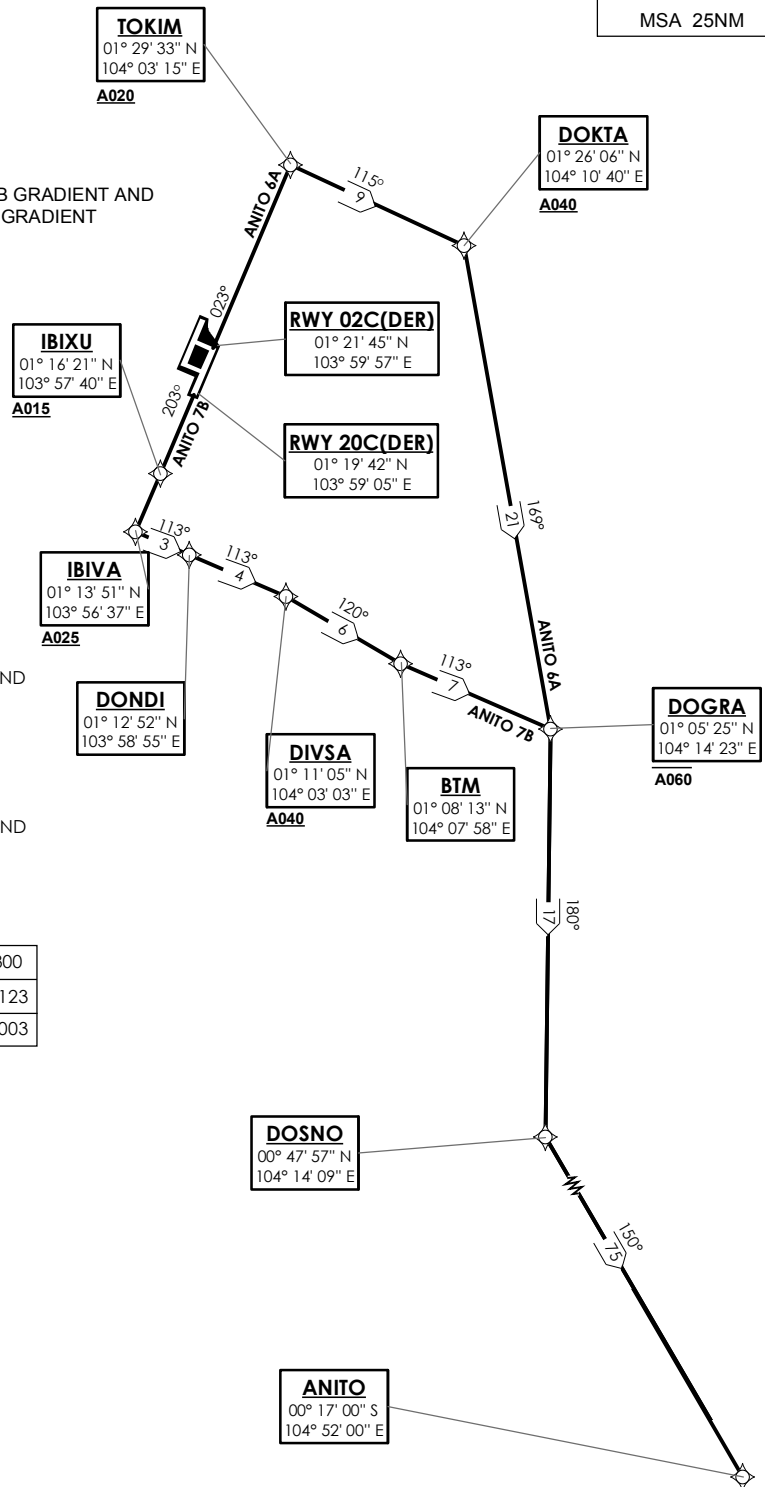 MSA 25NM
TOKIM
01° 29' 33" N
104° 03' 15" E
A020
DOKTA
01° 26' 06" N
104° 10' 40" E
A040
115°
9
ANITO 6A
B GRADIENT AND
GRADIENT
023°
RWY 02C(DER)
01° 21' 45" N
103° 59' 57" E
IBIXU
01° 16' 21" N
103° 57' 40" E
A015
203°
ANITO 7B
RWY 20C(DER)
01° 19' 42" N
103° 59' 05" E
169°
21
113°
3
IBIVA
01° 13' 51" N
103° 56' 37" E
A025
113°
4
120°
6
ANITO 6A
113°
7
ANITO 7B
ND
DONDI
01° 12' 52" N
103° 58' 55" E
DOGRA
01° 05' 25" N
104° 14' 23" E
A060
DIVSA
01° 11' 05" N
104° 03' 03" E
A040
BTM
01° 08' 13" N
104° 07' 58" E
ND
180°
17
123
003
DOSNO
00° 47' 57" N
104° 14' 09" E
150°
75
ANITO
00° 17' 00" S
104° 52' 00" E